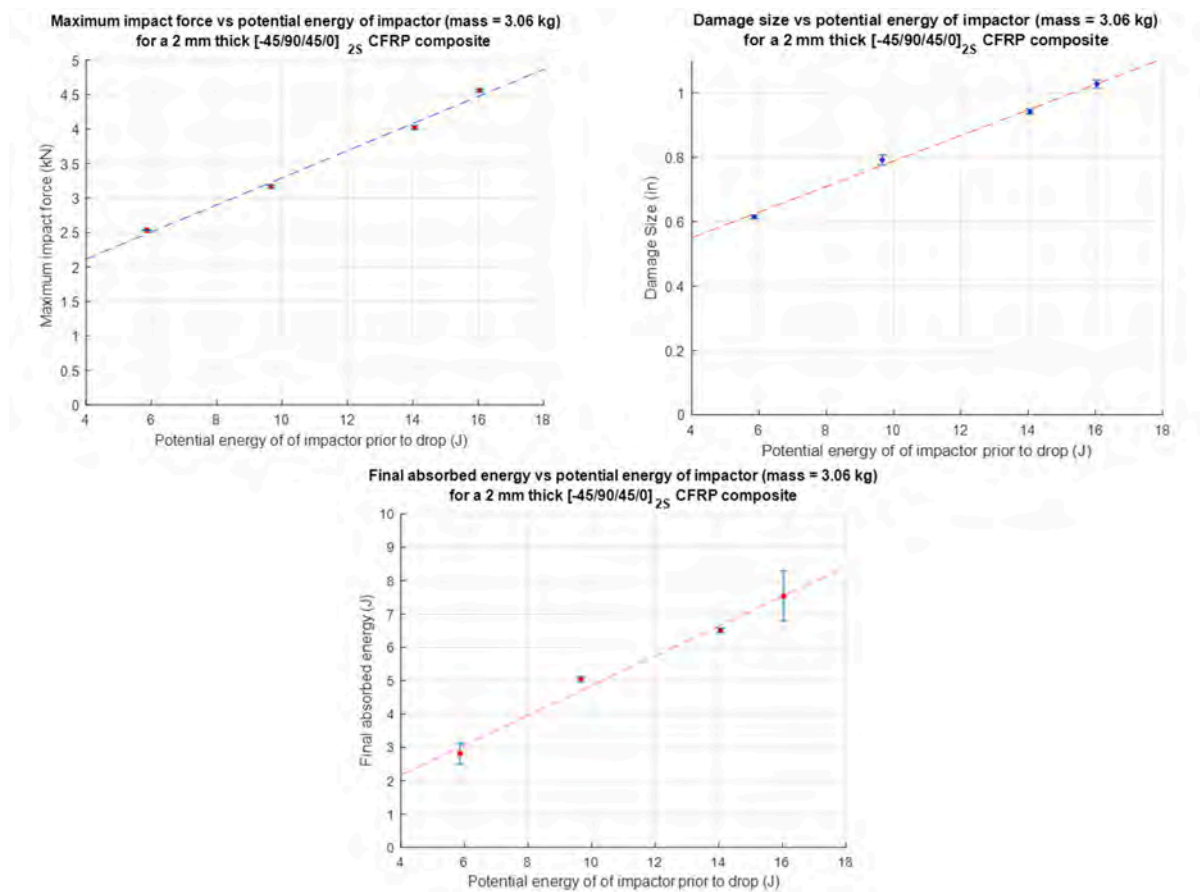 Maximum impact force vs potential energy of impactor (mass = 3.06 kg)
for a 2 mm thick [-45/90/45/0] 2S CFRP composite
5
4.5
4
3.5
3
2.5
2
1.5
1
0.5
0
Maximum impact force (kN)
4 6 8 10 12 14 16 18
Potential energy of of impactor prior to drop (J)
Damage size vs potential energy of impactor (mass = 3.06 kg)
for a 2 mm thick [-45/90/45/0]2S CFRP composite
1
0.8
0.6
0.4
0.2
0
Damage Size (in)
4 6 8 10 12 14 16 18
Potential energy of of impactor prior to drop (J)
Final absorbed energy vs potential energy of impactor (mass = 3.06 kg)
for a 2 mm thick [-45/90/45/0]2S CFRP composite
10
9
8
7
6
5
4
3
2
1
0
Final absorbed energy (J)
4 6 8 10 12 14 16 18
Potential energy of of impactor prior to drop (J)